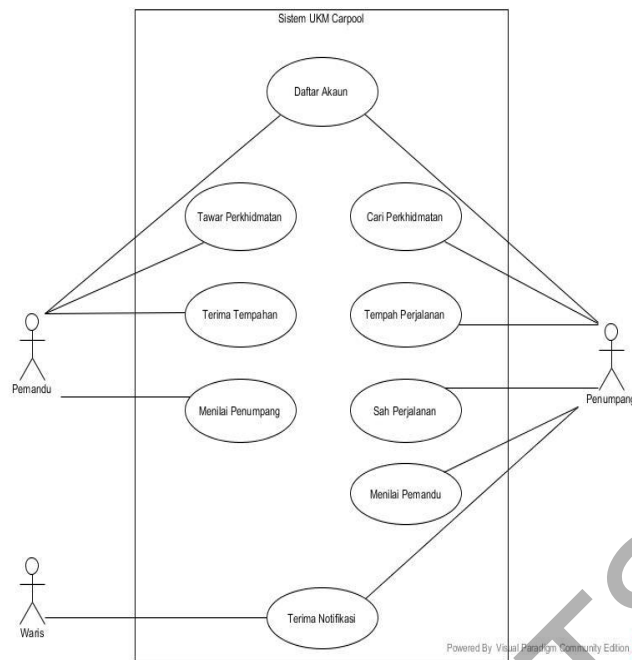 Sistem UKM Carpool
Daftar Akaun
Tawar Perkhidmatan
Cari Perkhidmatan
Terima Tempahan
Tempah Perjalanan
Pemandu
Penumpang
Menilai Penumpang
Sah Perjalanan
Menilai Pemandu
Waris
Terima Notifikasi
Powered By Visual Paradigm Community Edition